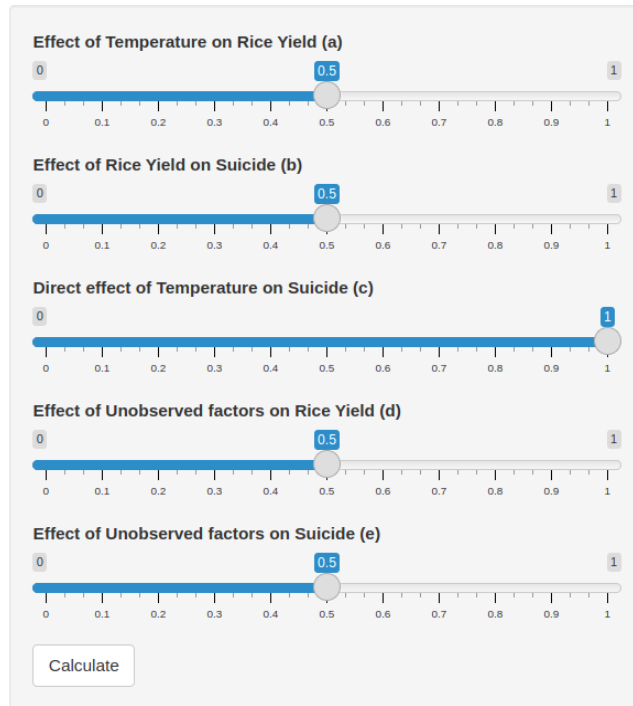 Effect of Temperature on Rice Yield (a)
0 0.5 1
0 0.1 0.2 0.3 0.4 0.5 0.6 0.7 0.8 0.9 1
Effect of Rice Yield on Suicide (b)
0 0.5 1
0 0.1 0.2 0.3 0.4 0.5 0.6 0.7 0.8 0.9 1
Direct effect of Temperature on Suicide (c)
0 1
0 0.1 0.2 0.3 0.4 0.5 0.6 0.7 0.8 0.9 1
Effect of Unobserved factors on Rice Yield (d)
0 0.5 1
0 0.1 0.2 0.3 0.4 0.5 0.6 0.7 0.8 0.9 1
Effect of Unobserved factors on Suicide (e)
0 0.5 1
0 0.1 0.2 0.3 0.4 0.5 0.6 0.7 0.8 0.9 1
Calculate